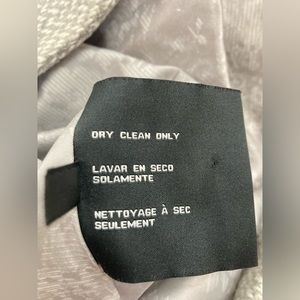 DRY CLEAN ONLY
LAVAR EN SECO
SOLAMENTE
NETTOYAGE À SEC
SEULEMENT